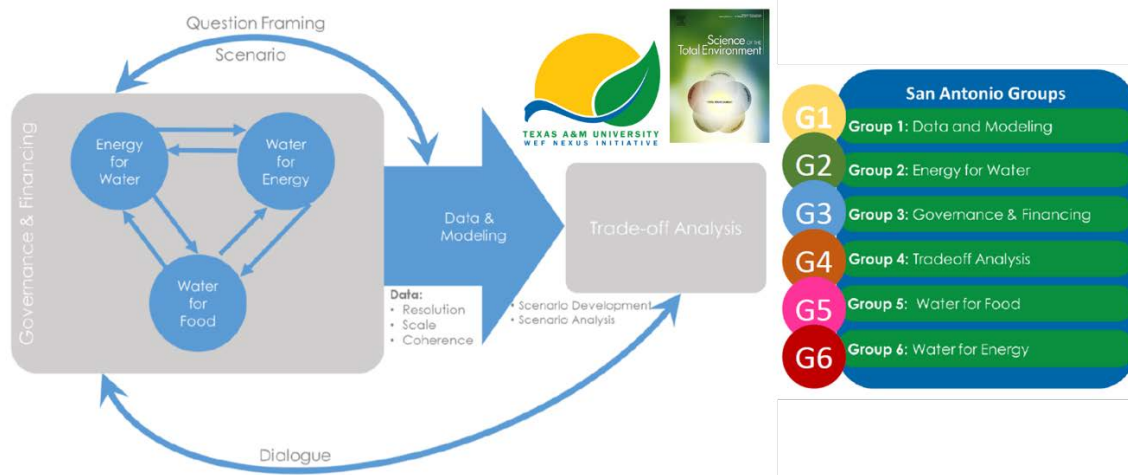 Question Framing
Scenario
Governance & Financing
Energy
for
Water
Water
for
Energy
Water
for
Food
Data &
Modeling
Data:
• Resolution
• Scale
• Coherence
• Scenario Development
• Scenario Analysis
Trade-off Analysis
Dialogue
TEXAS A&M UNIVERSITY
WEF NEXUS INITIATIVE
Science OF THE
Total Environment
San Antonio Groups
G1
Group 1: Data and Modeling
G2
Group 2: Energy for Water
G3
Group 3: Governance & Financing
G4
Group 4: Tradeoff Analysis
G5
Group 5: Water for Food
G6
Group 6: Water for Energy